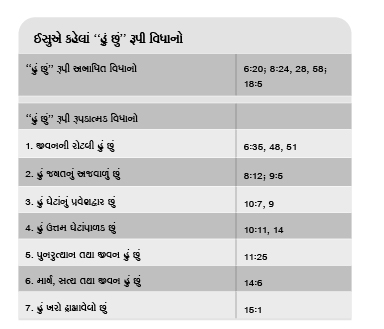 ઈસુએ કહેલાં “હું છું” રૂપી વિધાનો
“હું છું” રૂપી અબાધિત વિધાનો 6:20; 8:24, 28, 58;
18:5
“હું છું” રૂપી રૂપકાત્મક વિધાનો
1. જીવનની રોટલી હું છું 6:35, 48, 51
2. હું જગતનું અજવાળું છું 8:12; 9:5
3. હું ઘેટાંનું પ્રવેશદ્વાર છું 10:7, 9
4. હું ઉત્તમ ઘેટાંપાળક છું 10:11, 14
5. પુનરુત્થાન તથા જીવન હું છું 11:25
6. માર્ગ, સત્ય તથા જીવન હું છું 14:6
7. હું ખરો દ્રાક્ષાવેલો છું 15:1